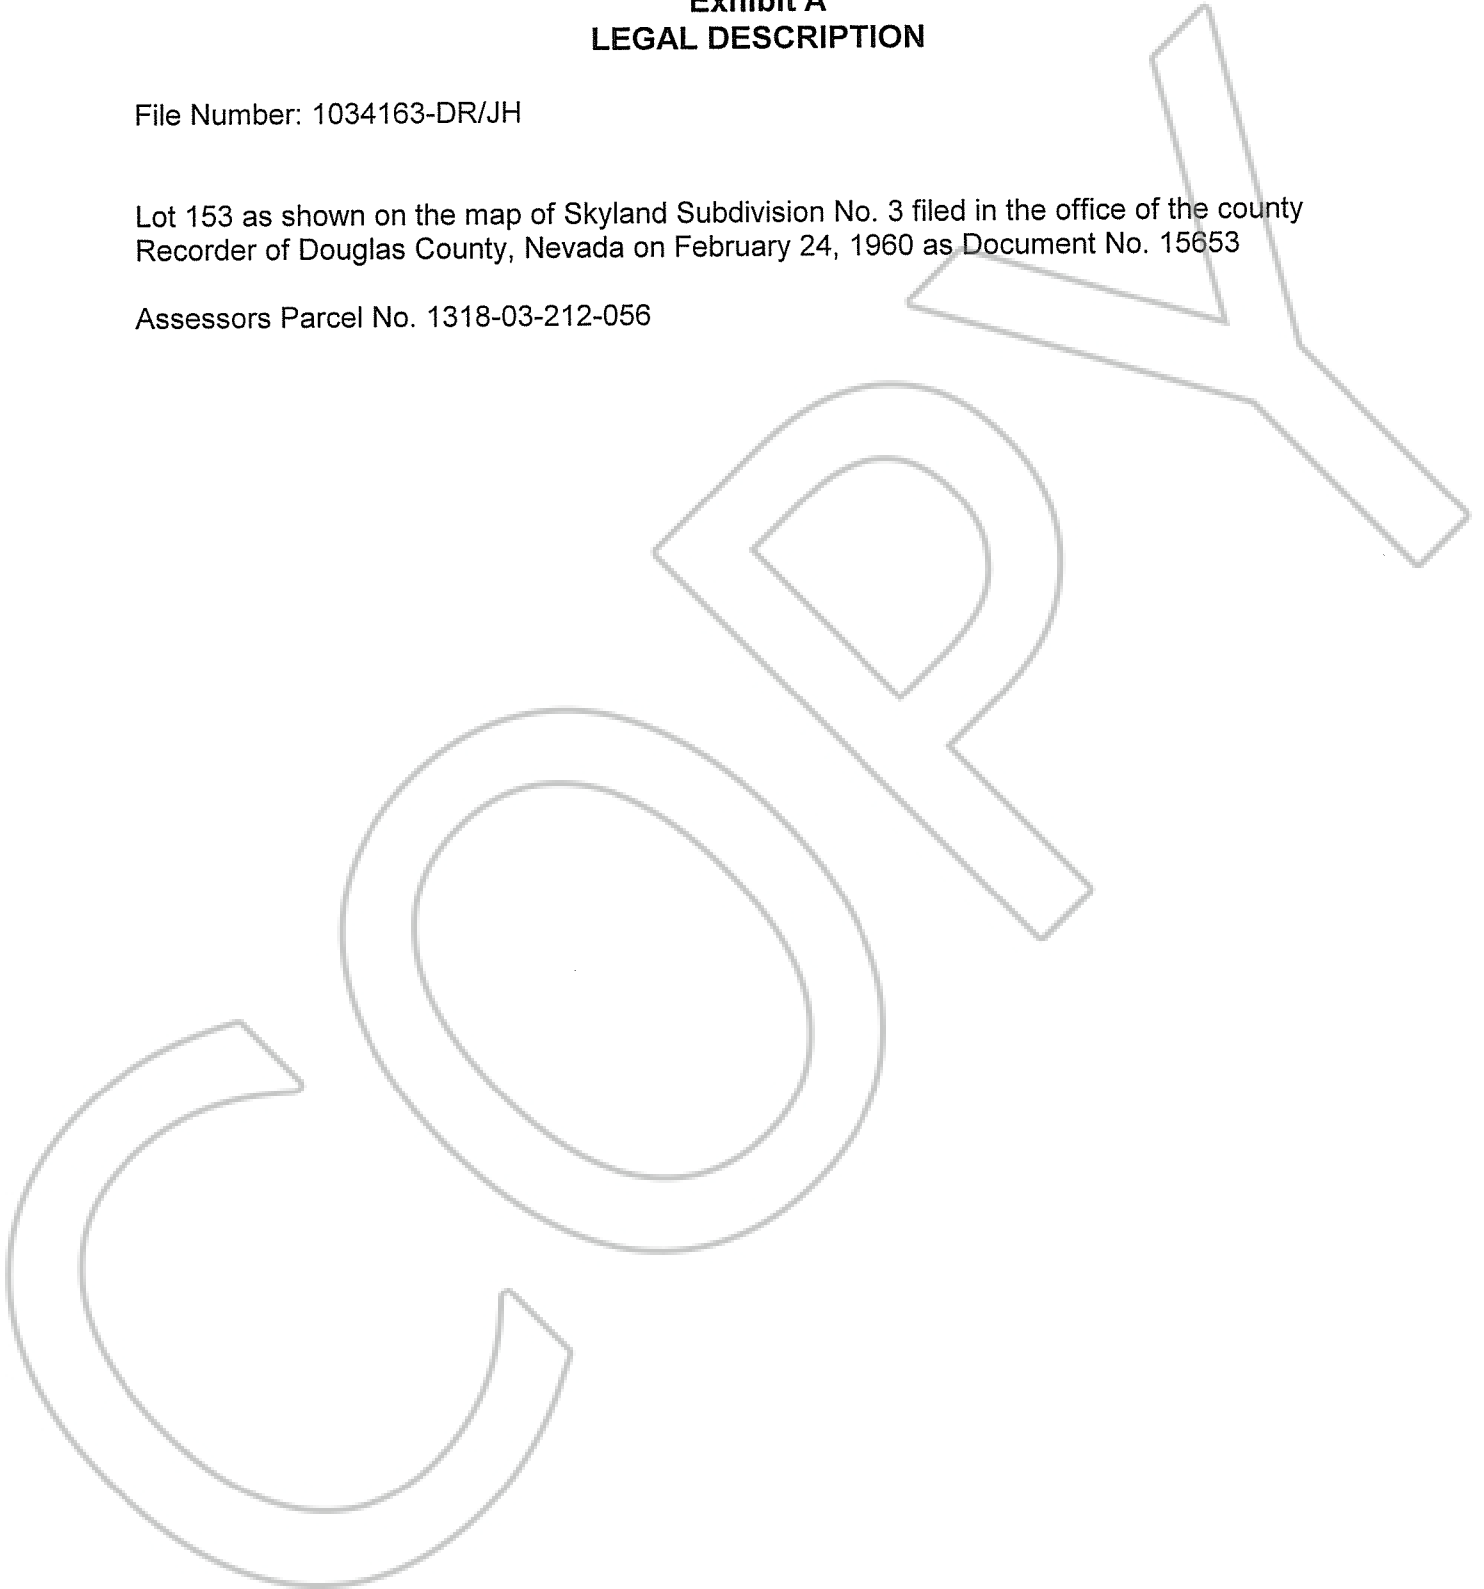 Exhibit A
LEGAL DESCRIPTION
File Number: 1034163-DR/JH
Lot 153 as shown on the map of Skyland Subdivision No. 3 filed in the office of the county
Recorder of Douglas County, Nevada on February 24, 1960 as Document No. 15653
Assessors Parcel No. 1318-03-212-056
COPY